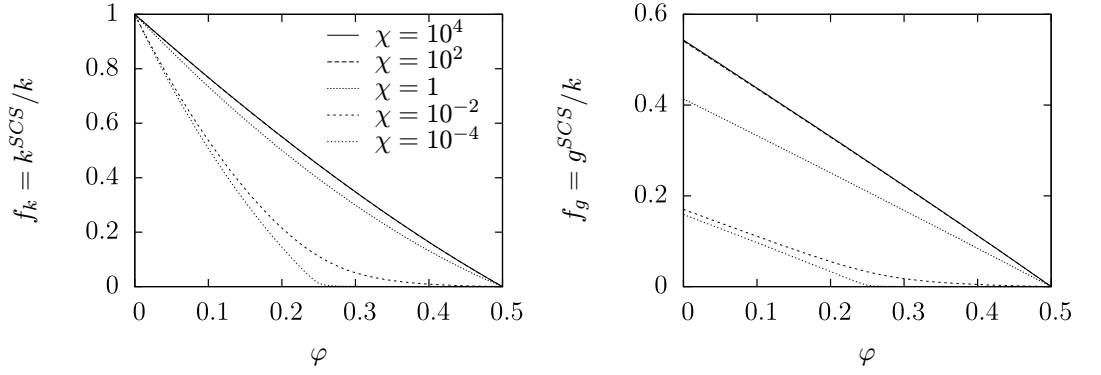 1
0.8
0.6
0.4
0.2
0
0 0.1 0.2 0.3 0.4 0.5
φ
f_k = k^{SCS}/k
χ = 10^4
χ = 10^2
χ = 1
χ = 10^{-2}
χ = 10^{-4}
0.6
0.4
0.2
0
0 0.1 0.2 0.3 0.4 0.5
φ
f_g = g^{SCS}/k